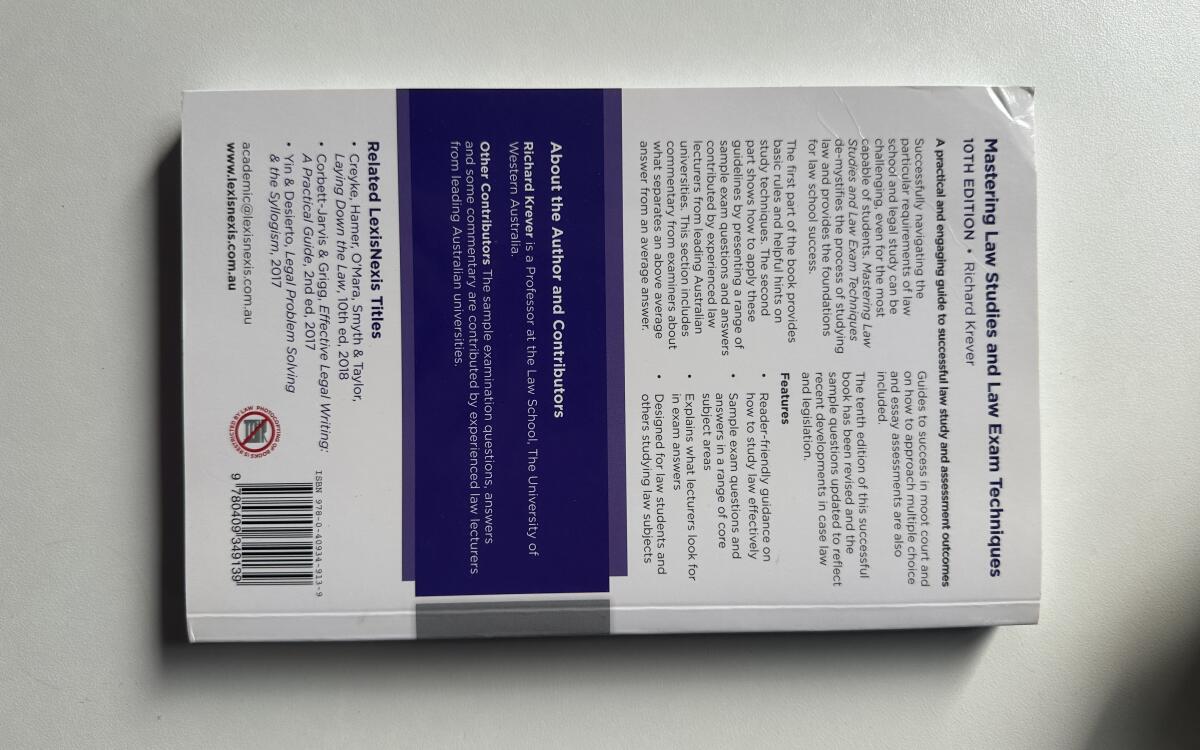 Mastering Law Studies and Law Exam Techniques
10TH EDITION • Richard Krever
A practical and engaging guide to successful law study and assessment outcomes
Successfully navigating the
particular requirements of law
school and legal study can be
challenging, even for the most
capable of students. Mastering Law
Studies and Law Exam Techniques
de-mystifies the process of studying
law and provides the foundations
for law school success.
The first part of the book provides
basic rules and helpful hints on
study techniques. The second
part shows how to apply these
guidelines by presenting a range of
sample exam questions and answers
contributed by experienced law
lecturers from leading Australian
universities. This section includes
commentary from examiners about
what separates an above average
answer from an average answer.
Guides to success in moot court and
on how to approach multiple choice
and essay assessments are also
included.
The tenth edition of this successful
book has been revised and the
sample questions updated to reflect
recent developments in case law
and legislation.
Features
• Reader-friendly guidance on
how to study law effectively
• Sample exam questions and
answers in a range of core
subject areas
• Explains what lecturers look for
in exam answers
• Designed for law students and
others studying law subjects
About the Author and Contributors
Richard Krever is a Professor at the Law School, The University of
Western Australia.
Other Contributors The sample examination questions, answers
and some commentary are contributed by experienced law lecturers
from leading Australian universities.
Related LexisNexis Titles
• Creyke, Hamer, O'Mara, Smyth & Taylor,
Laying Down the Law, 10th ed, 2018
• Corbett-Jarvis & Grigg, Effective Legal Writing:
A Practical Guide, 2nd ed, 2017
• Yin & Desierto, Legal Problem Solving
& the Syllogism, 2017
academic@lexisnexis.com.au
www.lexisnexis.com.au
PHOTOCOPYING OF BOOKS IS RESTRICTED BY LAW
ISBN 978-0-40934-913-9
9 780409 349139